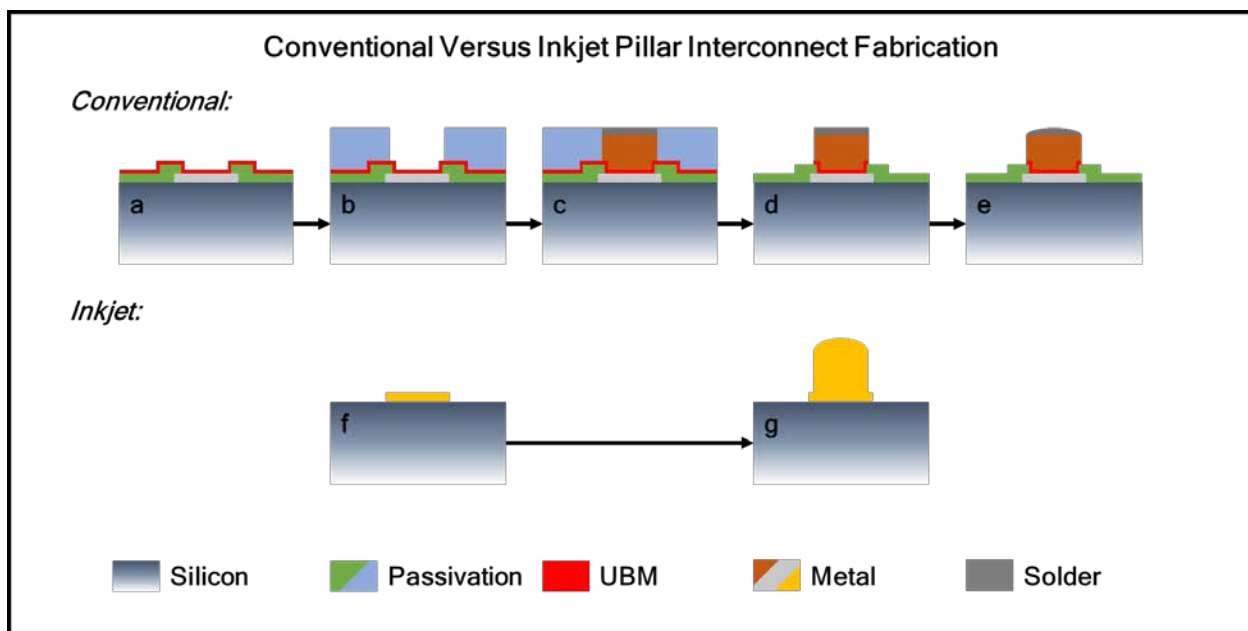 Conventional Versus Inkjet Pillar Interconnect Fabrication
Conventional:
a b c d e
Inkjet:
f g
Silicon Passivation UBM Metal Solder